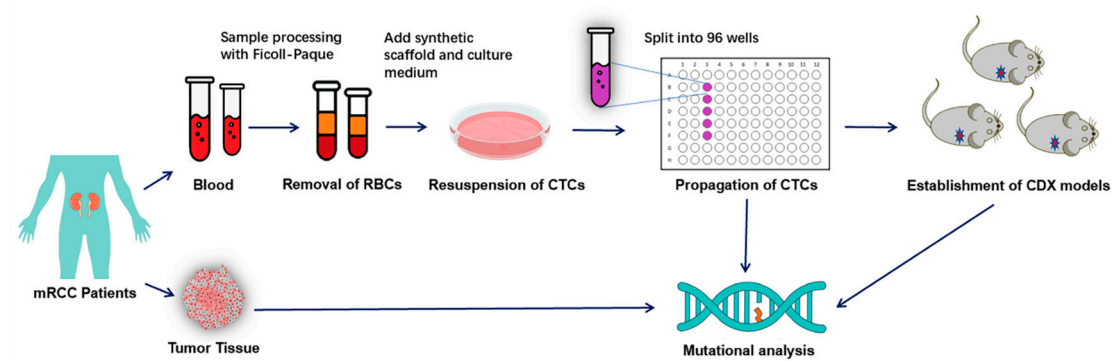 Sample processing
with Ficoll-Paque
Add synthetic
scaffold and culture
medium
Split into 96 wells
1 2 3 4 5 6 7 8 9 10 11 12
A
B
C
D
E
F
G
H
Blood
Removal of RBCs
Resuspension of CTCs
Propagation of CTCs
Establishment of CDX models
mRCC Patients
Tumor Tissue
Mutational analysis